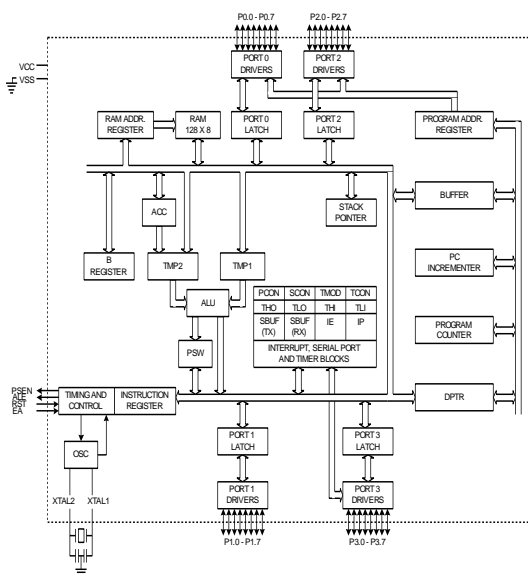 P0.0 - P0.7
P2.0 - P2.7
VCC
VSS
PORT 0
DRIVERS
PORT 2
DRIVERS
RAM ADDR.
REGISTER
RAM
128 X 8
PORT 0
LATCH
PORT 2
LATCH
PROGRAM ADDR.
REGISTER
ACC
STACK
POINTER
BUFFER
B
REGISTER
TMP2
TMP1
PC
INCREMENTER
ALU
PCON
SCON
TMOD
TCON
THO
TLO
THI
TLI
SBUF
(TX)
SBUF
(RX)
IE
IP
INTERRUPT, SERIAL PORT
AND TIMER BLOCKS
PROGRAM
COUNTER
PSW
PSEN
ALE
RST
EA
TIMING AND
CONTROL
INSTRUCTION
REGISTER
DPTR
OSC
PORT 1
LATCH
PORT 3
LATCH
XTAL2
XTAL1
PORT 1
DRIVERS
PORT 3
DRIVERS
P1.0 - P1.7
P3.0 - P3.7